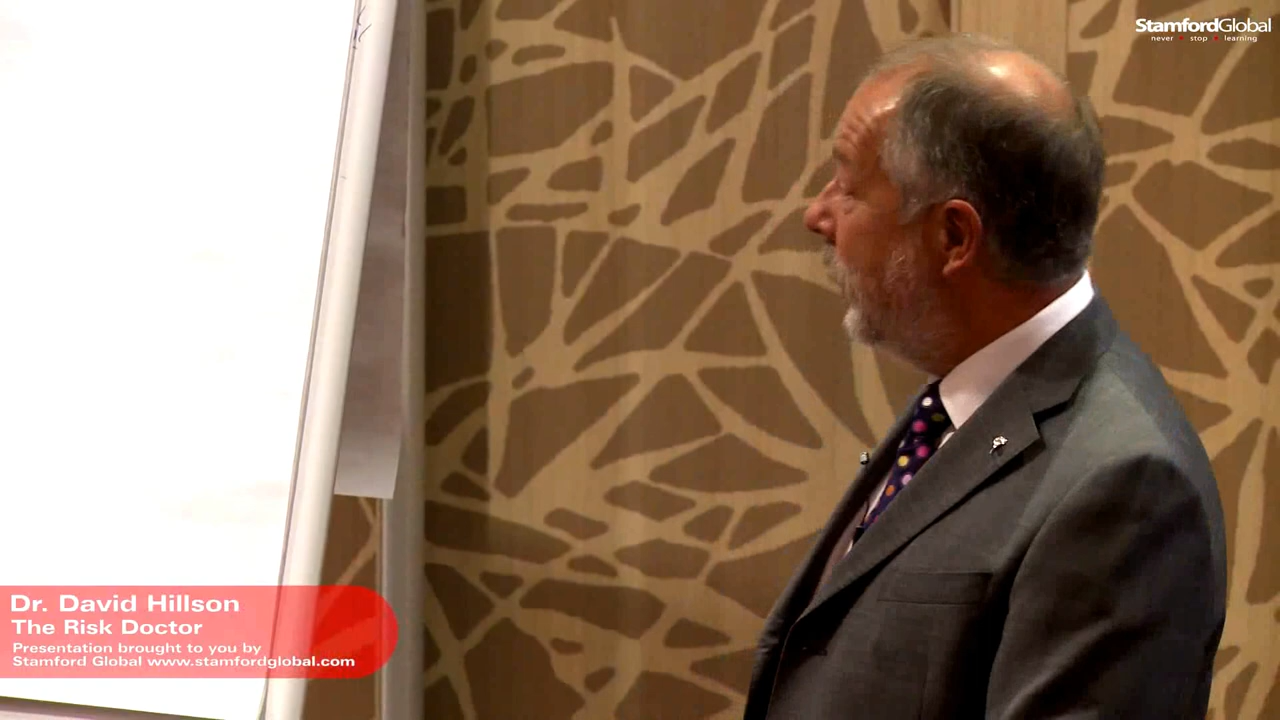 StamfordGlobal
never • stop • learning
Dr. David Hillson
The Risk Doctor
Presentation brought to you by
Stamford Global www.stamfordglobal.com